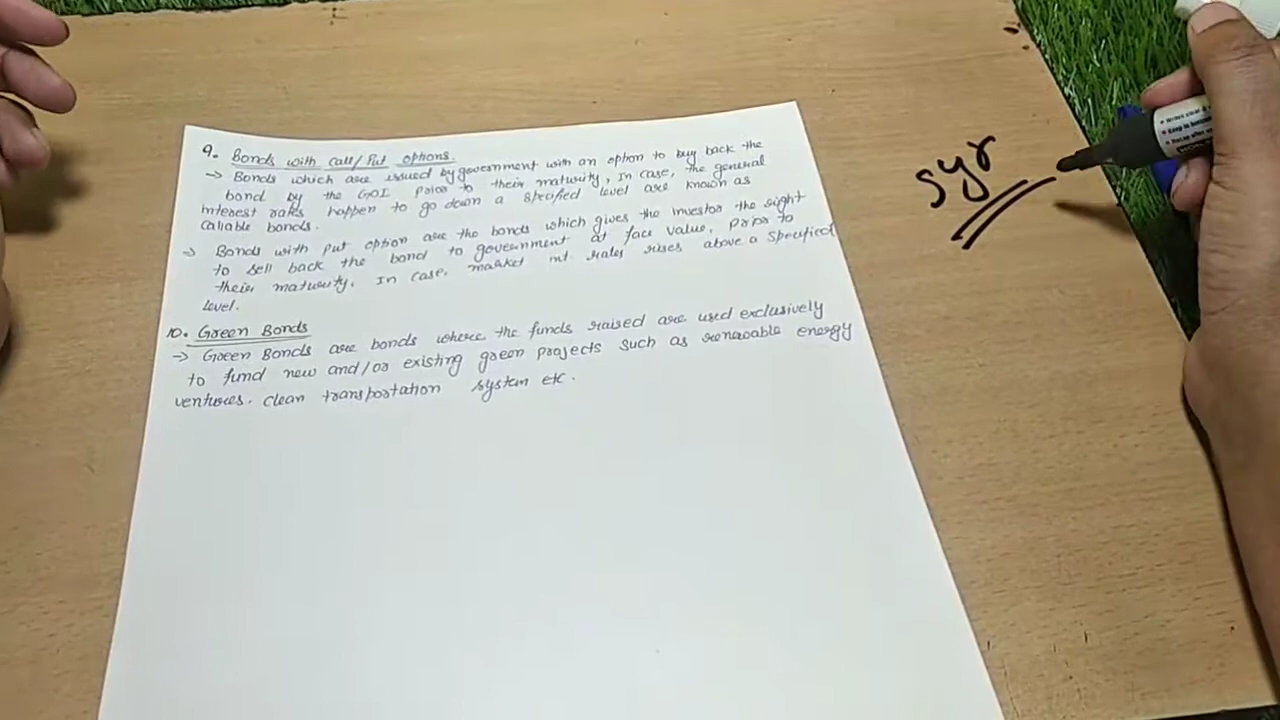 9. Bonds with call/Put options.
→ Bonds which are issued by government with an option to buy back the
bond by the GOI prior to their maturity, In case, the general
interest rates happen to go down a specified level are known as
callable bonds.
→ Bonds with put option are the bonds which gives the investor the right
to sell back the bond to government at face value, prior to
their maturity. In case, market int. rates rises above a specified
level.
10. Green Bonds
→ Green Bonds are bonds where the funds raised are used exclusively
to fund new and/or existing green projects such as renewable energy
ventures. clean transportation system etc.
5yr